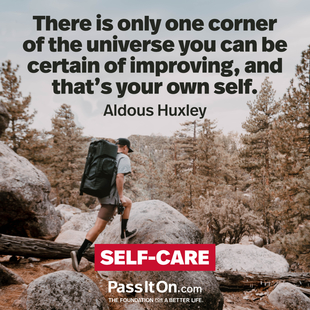 There is only one corner
of the universe you can be
certain of improving, and
that's your own self.
Aldous Huxley
SELF-CARE
PassItOn.com
THE FOUNDATION FOR A BETTER LIFE.